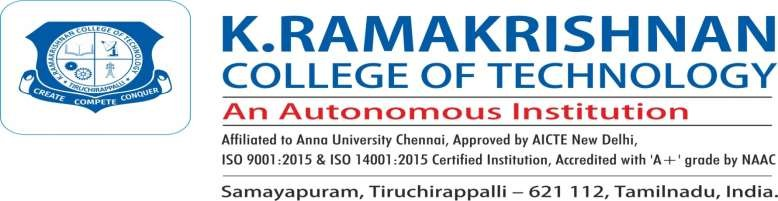 K.RAMAKRISHNAN COLLEGE OF TECHNOLOGY
* TIRUCHIRAPPALLI *
CREATE COMPETE CONQUER
K.RAMAKRISHNAN
COLLEGE OF TECHNOLOGY
An Autonomous Institution
Affiliated to Anna University Chennai, Approved by AICTE New Delhi,
ISO 9001:2015 & ISO 14001:2015 Certified Institution, Accredited with 'A+' grade by NAAC
Samayapuram, Tiruchirappalli – 621 112, Tamilnadu, India.